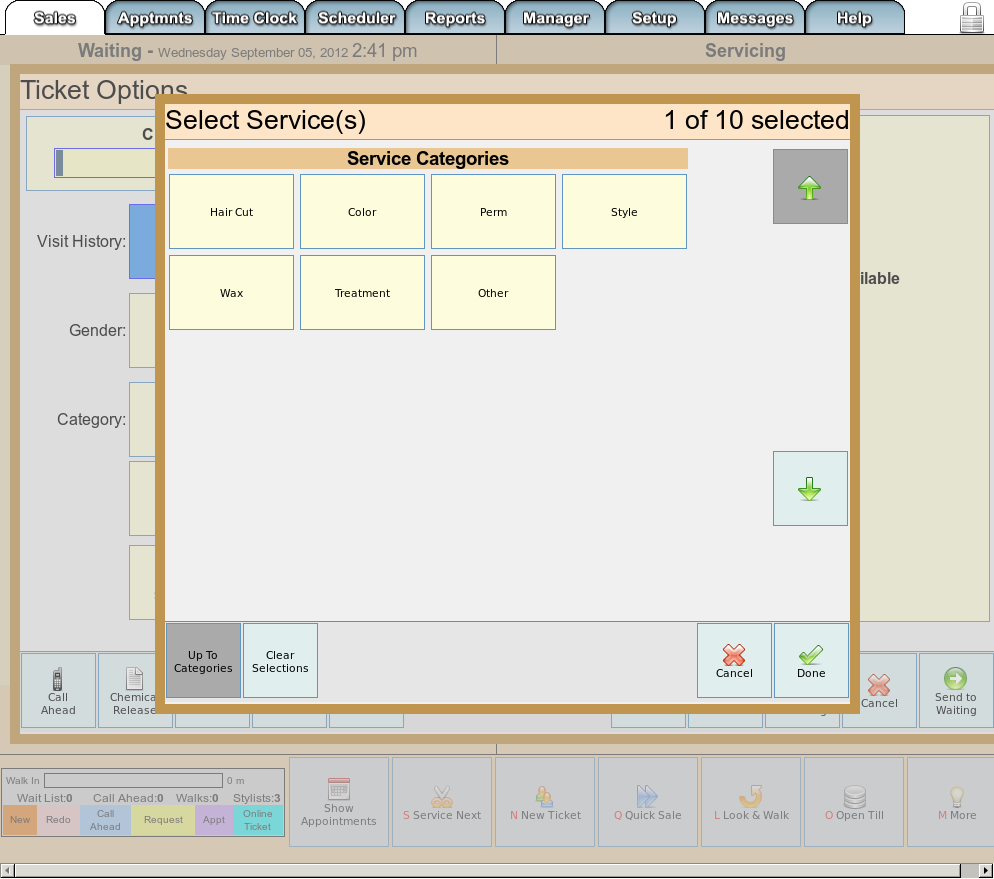 Sales Apptmnts Time Clock Scheduler Reports Manager Setup Messages Help
Waiting - Wednesday September 05, 2012 2:41 pm
Servicing
Ticket Options
Select Service(s)
1 of 10 selected
C
Service Categories
Hair Cut
Color
Perm
Style
Visit History:
Wax
Treatment
Other
ilable
Gender:
Category:
Up To
Categories
Clear
Selections
Cancel
Done
Call
Ahead
Chemica
Release
Cancel
Send to
Waiting
Walk In
0 m
Wait List:0 Call Ahead:0 Walks:0 Stylists:3
New
Redo
Call
Ahead
Request
Appt
Online
Ticket
Show
Appointments
S Service Next
N New Ticket
Q Quick Sale
L Look & Walk
O Open Till
M More